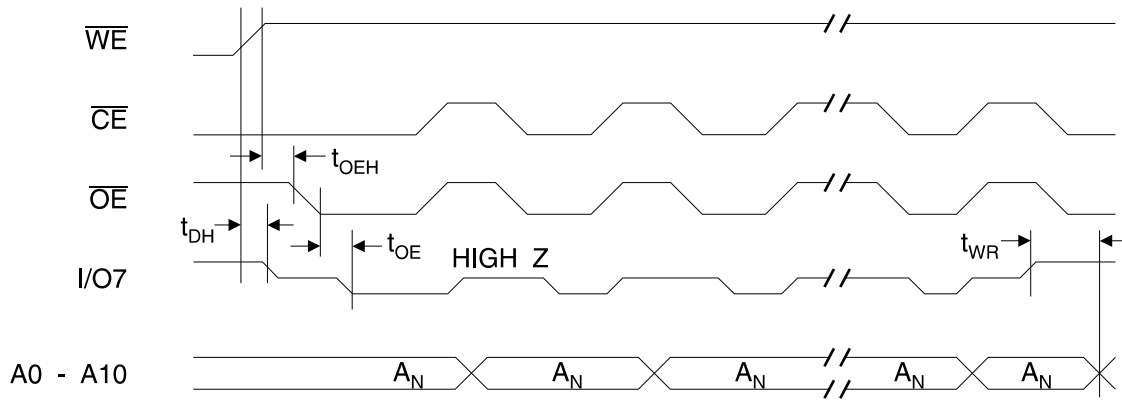 WE
CE
t_OEH
OE
t_DH
t_OE
HIGH Z
t_WR
I/O7
A0 - A10
A_N A_N A_N A_N A_N